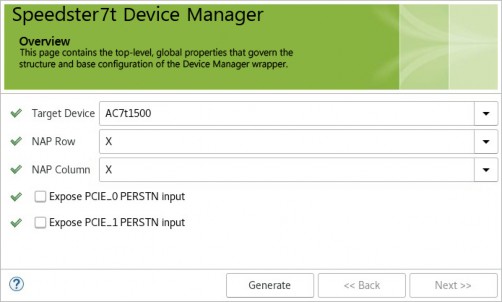 Speedster7t Device Manager
Overview
This page contains the top-level, global properties that govern the
structure and base configuration of the Device Manager wrapper.
Target Device AC7t1500
NAP Row X
NAP Column X
Expose PCIE_0 PERSTN input
Expose PCIE_1 PERSTN input
? Generate << Back Next >>